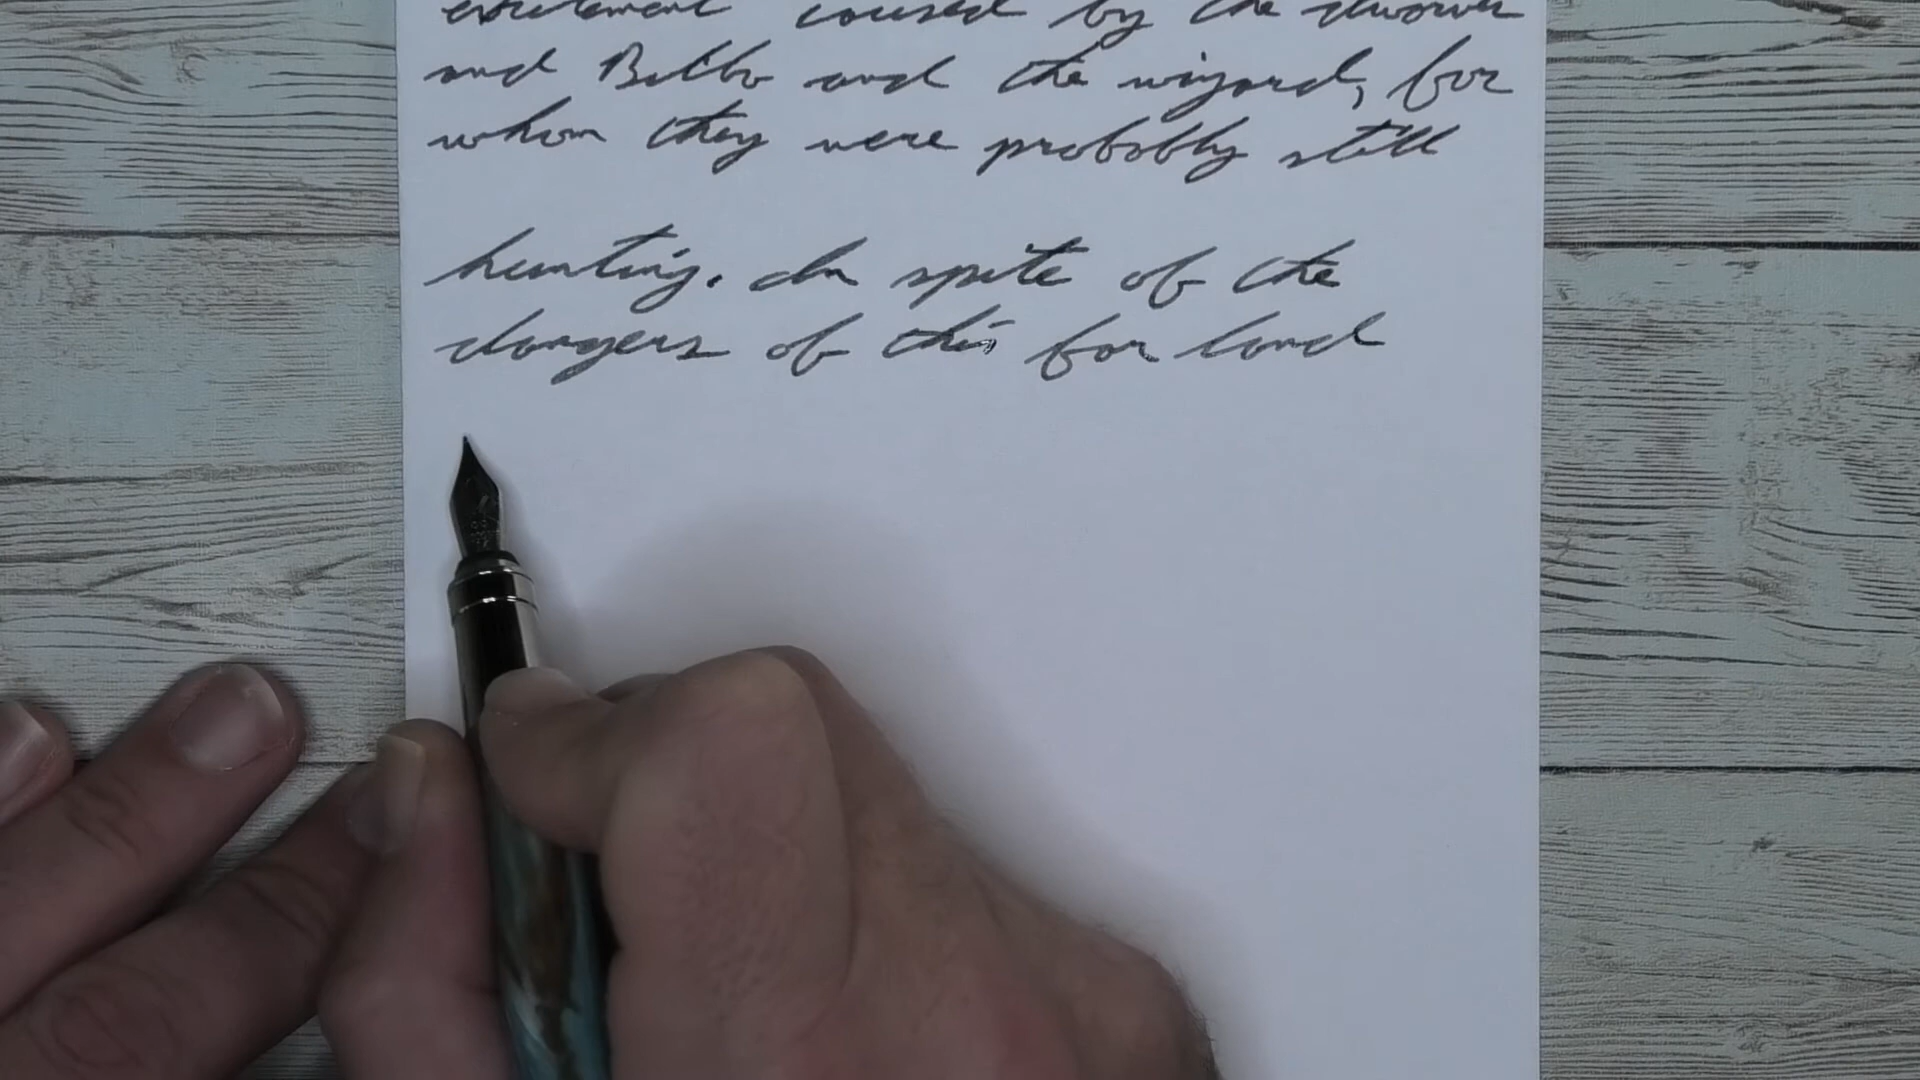 excitement caused by the dwarves
and Bilbo and the wizard, for
whom they were probably still
hunting. In spite of the
dangers of this far land